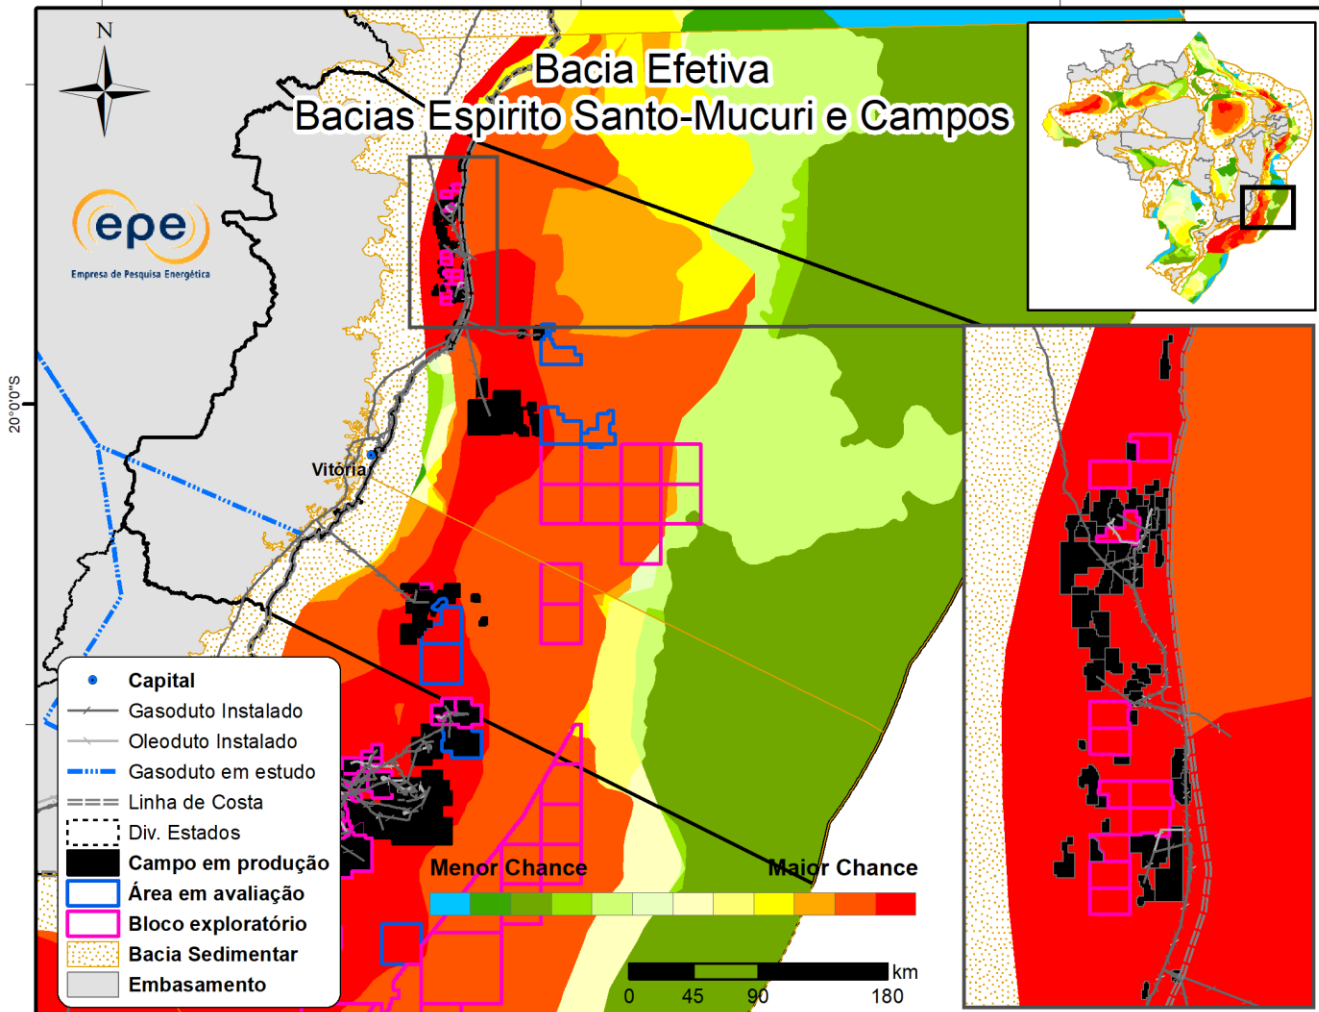 N
Bacia Efetiva
Bacias Espirito Santo-Mucuri e Campos
epe
Empresa de Pesquisa Energética
20°0'0"S
Vitória
Capital
Gasoduto Instalado
Oleoduto Instalado
Gasoduto em estudo
Linha de Costa
Div. Estados
Campo em produção
Área em avaliação
Bloco exploratório
Bacia Sedimentar
Embasamento
Menor Chance Maior Chance
km
0 45 90 180